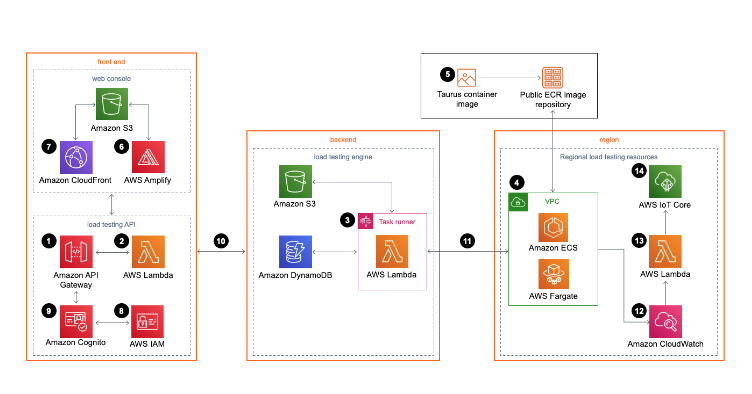 front end
web console
Amazon S3
7
Amazon CloudFront
6
AWS Amplify
load testing API
1
Amazon API
Gateway
2
AWS Lambda
9
Amazon Cognito
8
AWS IAM
10
backend
load testing engine
Amazon S3
3
Task runner
Amazon DynamoDB
AWS Lambda
11
5
Taurus container
image
Public ECR image
repository
region
Regional load testing resources
4
VPC
Amazon ECS
AWS Fargate
14
AWS IoT Core
13
AWS Lambda
12
Amazon CloudWatch